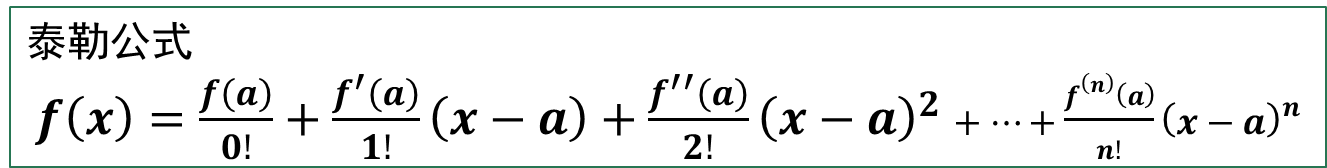 泰勒公式
f(x) = f(a)/0! + f′(a)/1! (x − a) + f′′(a)/2! (x − a)² + ⋯ + f⁽ⁿ⁾(a)/n! (x − a)ⁿ